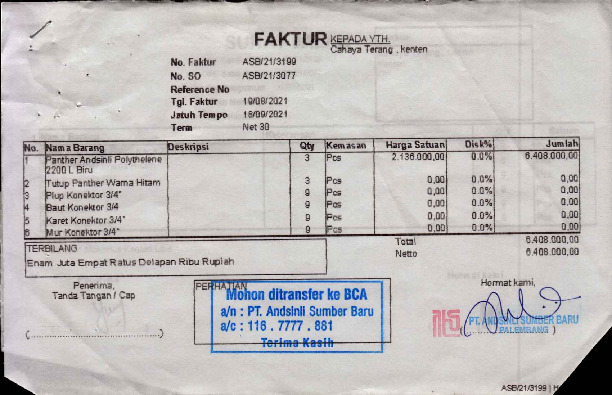 FAKTUR KEPADA YTH.
Cahaya Terang , kenten
No. Faktur ASB/21/3199
No. SO ASB/21/3077
Reference No
Tgl. Faktur 19/08/2021
Jatuh Tempo 18/09/2021
Term Net 30
No. Nama Barang Deskripsi Qty Kemasan Harga Satuan Disk% Jumlah
1 Panther Andsinli Polythelene 3 Pcs 2.136.000,00 0.0% 6.408.000,00
2200 L Biru
2 Tutup Panther Warna Hitam 3 Pcs 0,00 0.0% 0,00
3 Plup Konektor 3/4" 9 Pcs 0,00 0.0% 0,00
4 Baut Konektor 3/4 9 Pcs 0,00 0.0% 0,00
5 Karet Konektor 3/4" 9 Pcs 0,00 0.0% 0,00
6 Mur Konektor 3/4" 9 Pcs 0,00 0.0% 0,00
Total 6.408.000,00
TERBILANG Netto 6.408.000,00
Enam Juta Empat Ratus Delapan Ribu Rupiah
Penerima,
Tanda Tangan / Cap
(....................)
PERHATIAN
Mohon ditransfer ke BCA
a/n : PT. Andsinli Sumber Baru
a/c : 116 . 7777 . 881
Terima Kasih
Hormat kami,
PT. ANDSINLI SUMBER BARU
PALEMBANG )
ASB/21/3199 | H